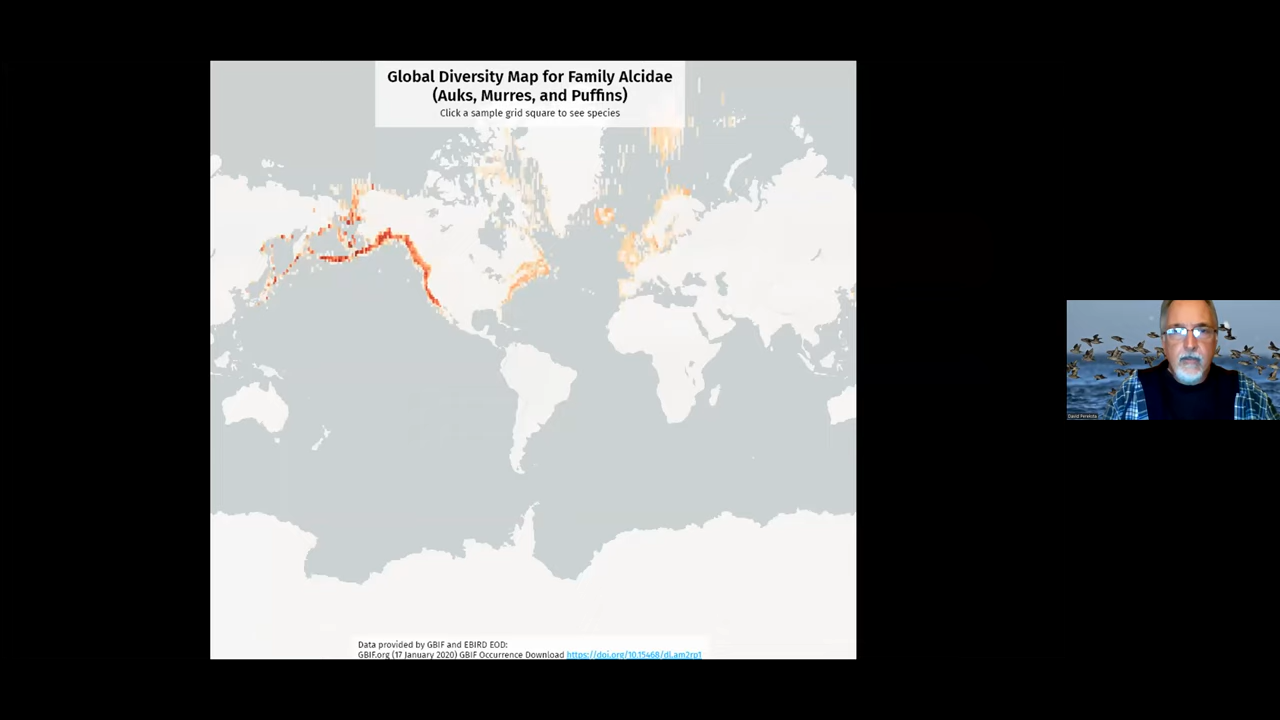 Global Diversity Map for Family Alcidae
(Auks, Murres, and Puffins)
Click a sample grid square to see species
Data provided by GBIF and EBIRD EOD:
GBIF.org (17 January 2020) GBIF Occurrence Download https://doi.org/10.15468/dl.am2rp1
David Pereksta